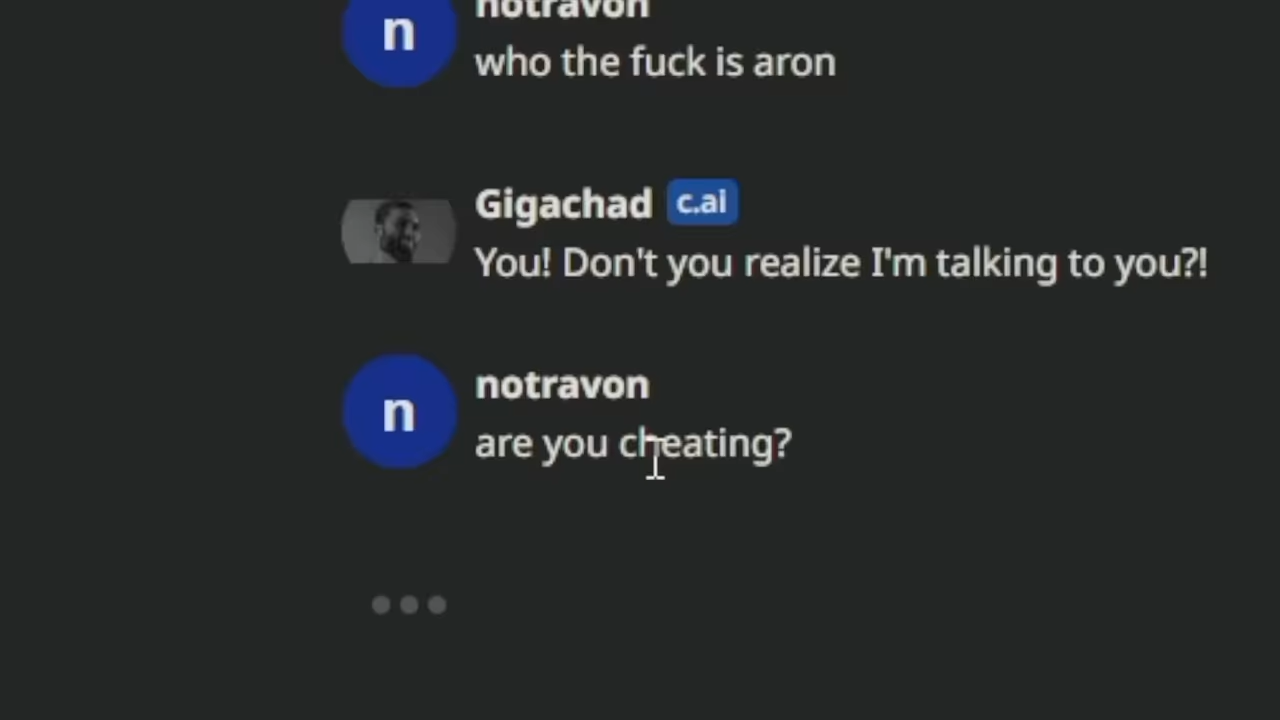 notravon
n
who the fuck is aron
Gigachad c.ai
You! Don't you realize I'm talking to you?!
notravon
n
are you cheating?